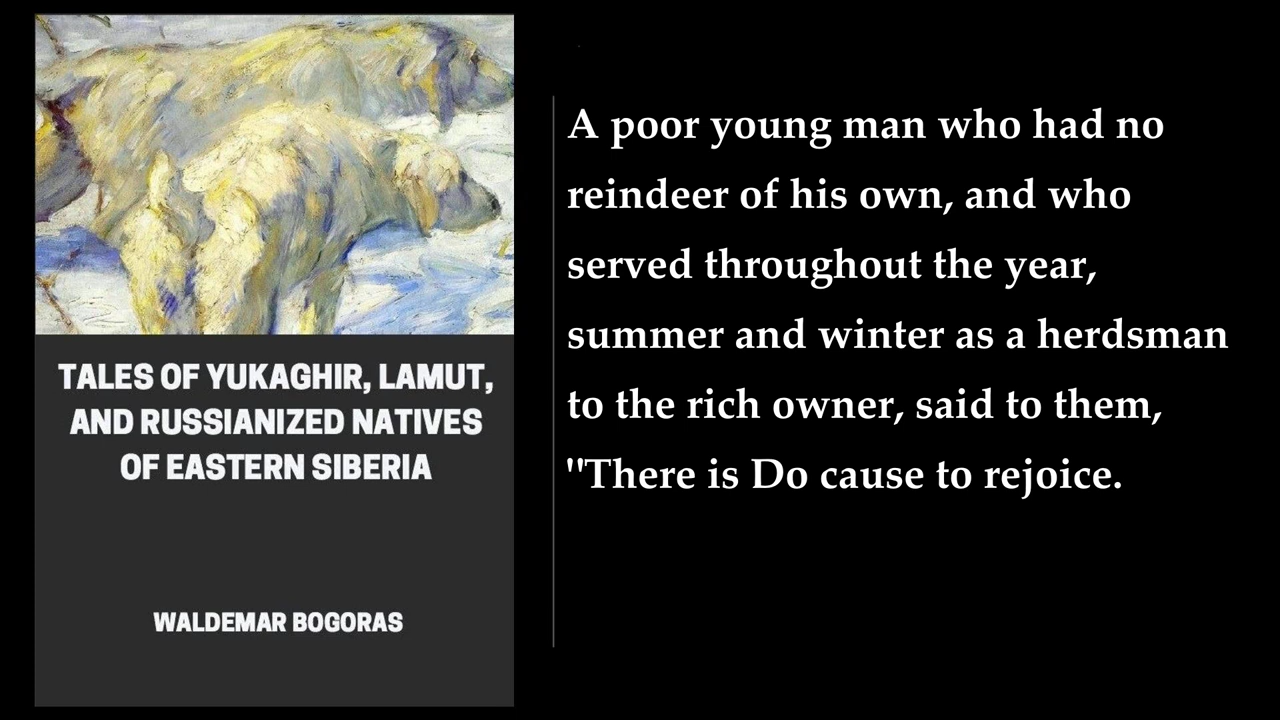 TALES OF YUKAGHIR, LAMUT,
AND RUSSIANIZED NATIVES
OF EASTERN SIBERIA
WALDEMAR BOGORAS
A poor young man who had no
reindeer of his own, and who
served throughout the year,
summer and winter as a herdsman
to the rich owner, said to them,
"There is Do cause to rejoice.